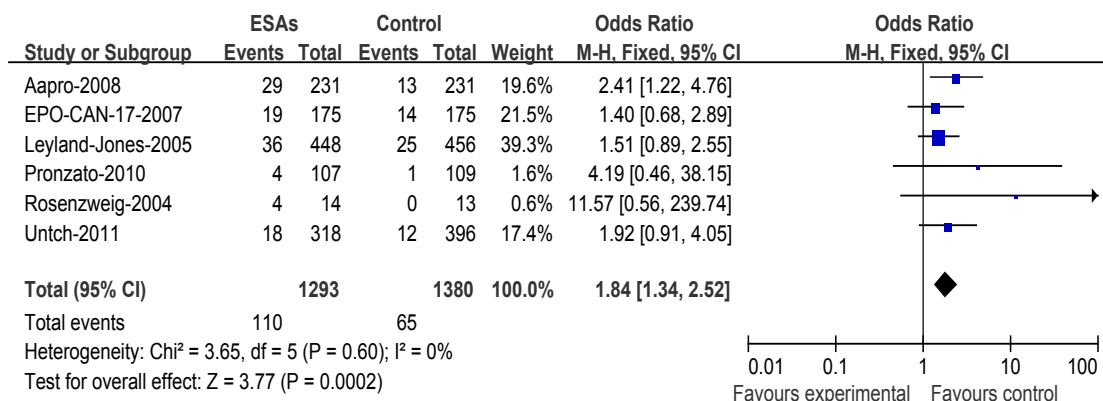 ESAs Control Odds Ratio Odds Ratio
Study or Subgroup Events Total Events Total Weight M-H, Fixed, 95% CI M-H, Fixed, 95% CI
Aapro-2008 29 231 13 231 19.6% 2.41 [1.22, 4.76]
EPO-CAN-17-2007 19 175 14 175 21.5% 1.40 [0.68, 2.89]
Leyland-Jones-2005 36 448 25 456 39.3% 1.51 [0.89, 2.55]
Pronzato-2010 4 107 1 109 1.6% 4.19 [0.46, 38.15]
Rosenzweig-2004 4 14 0 13 0.6% 11.57 [0.56, 239.74]
Untch-2011 18 318 12 396 17.4% 1.92 [0.91, 4.05]
Total (95% CI) 1293 1380 100.0% 1.84 [1.34, 2.52]
Total events 110 65
Heterogeneity: Chi² = 3.65, df = 5 (P = 0.60); I² = 0%
Test for overall effect: Z = 3.77 (P = 0.0002)
0.01 0.1 1 10 100
Favours experimental Favours control